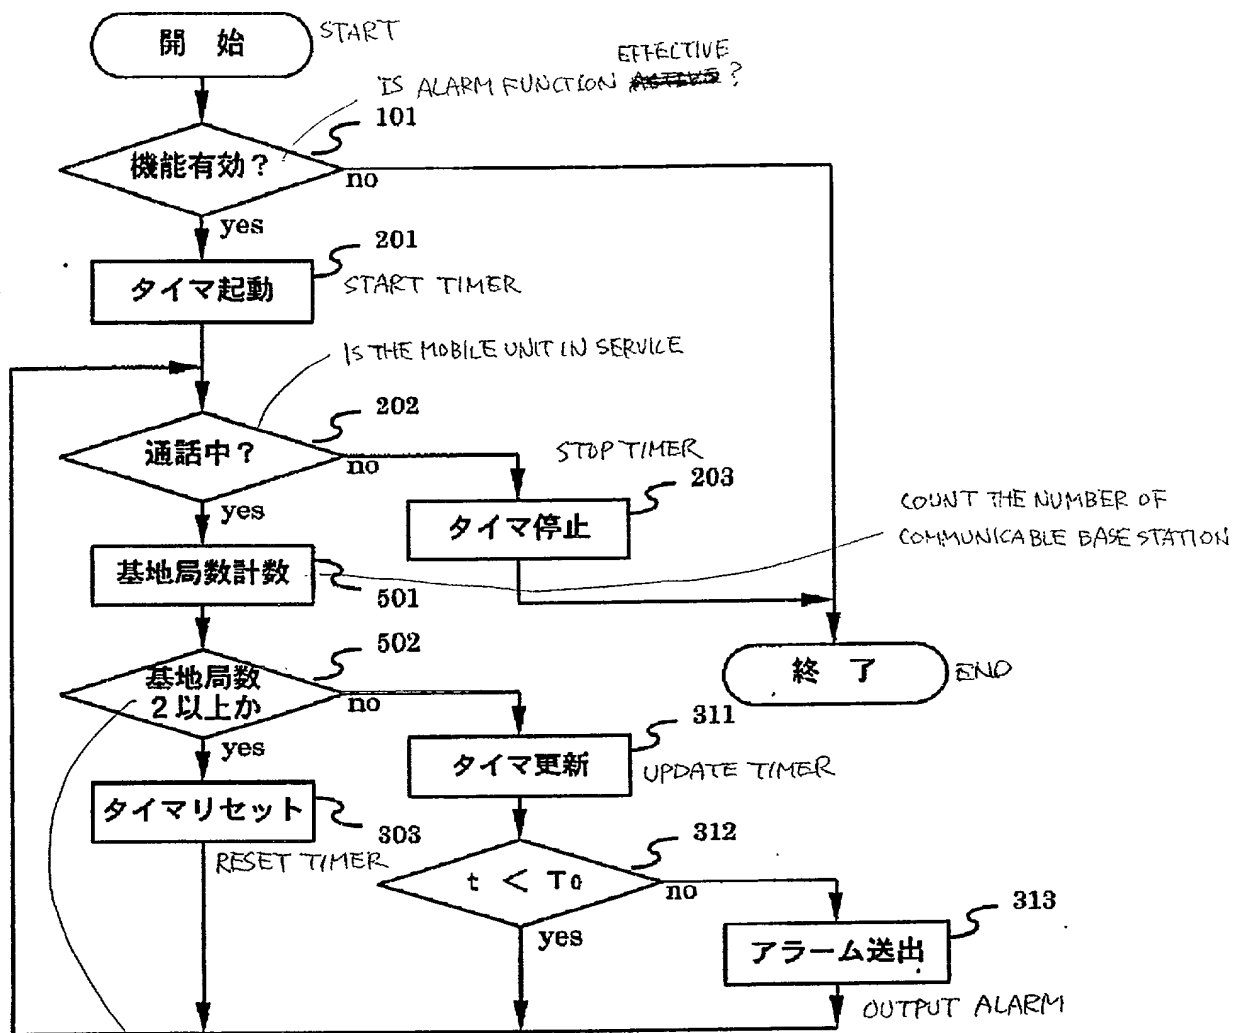 開 始
START
EFFECTIVE
IS ALARM FUNCTION ?
101
機能有効？
no
yes
201
タイマ起動
START TIMER
IS THE MOBILE UNIT IN SERVICE
202
通話中？
no
yes
STOP TIMER
203
タイマ停止
COUNT THE NUMBER OF
COMMUNICABLE BASE STATION
基地局数計数
501
502
基地局数
２以上か
no
yes
終 了
END
311
タイマ更新
UPDATE TIMER
タイマリセット
303
RESET TIMER
312
t < T0
no
yes
313
アラーム送出
OUTPUT ALARM